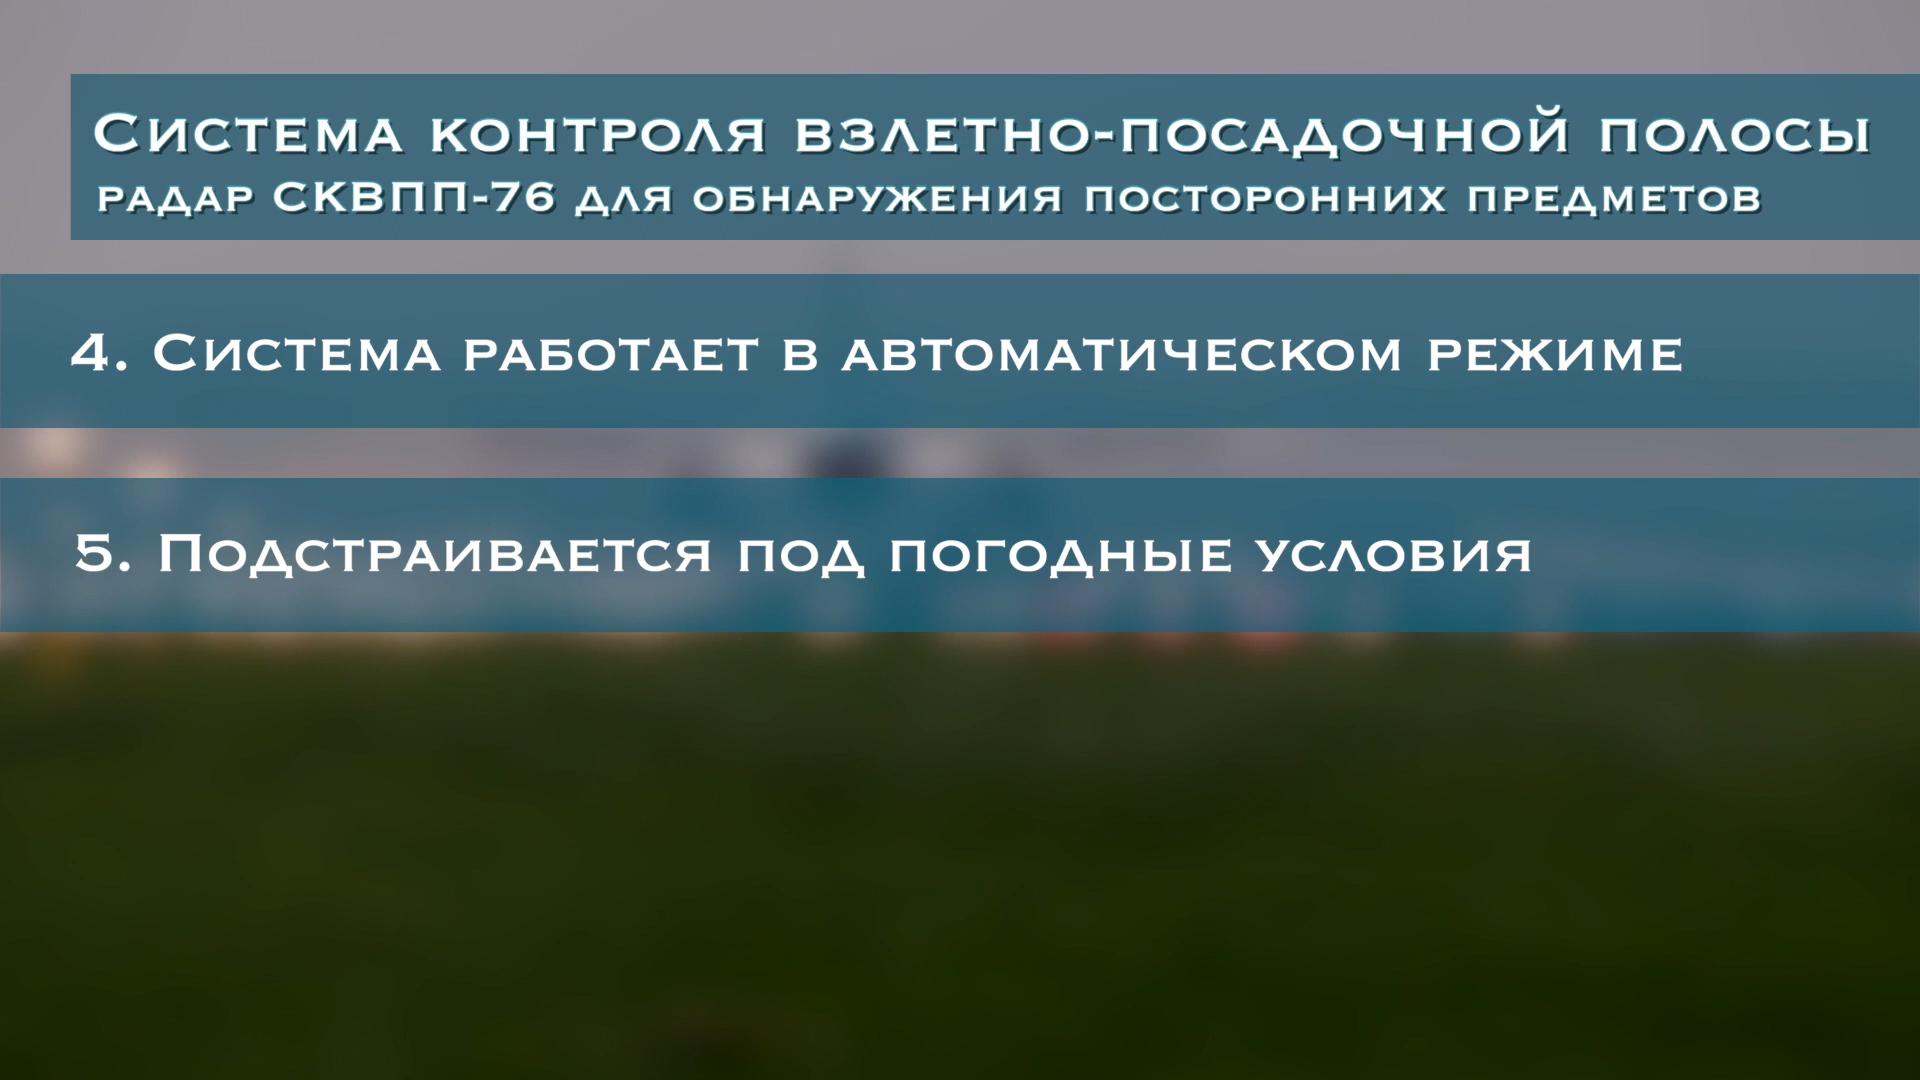 Система контроля взлетно-посадочной полосы
радар СКВПП-76 для обнаружения посторонних предметов
4. Система работает в автоматическом режиме
5. Подстраивается под погодные условия